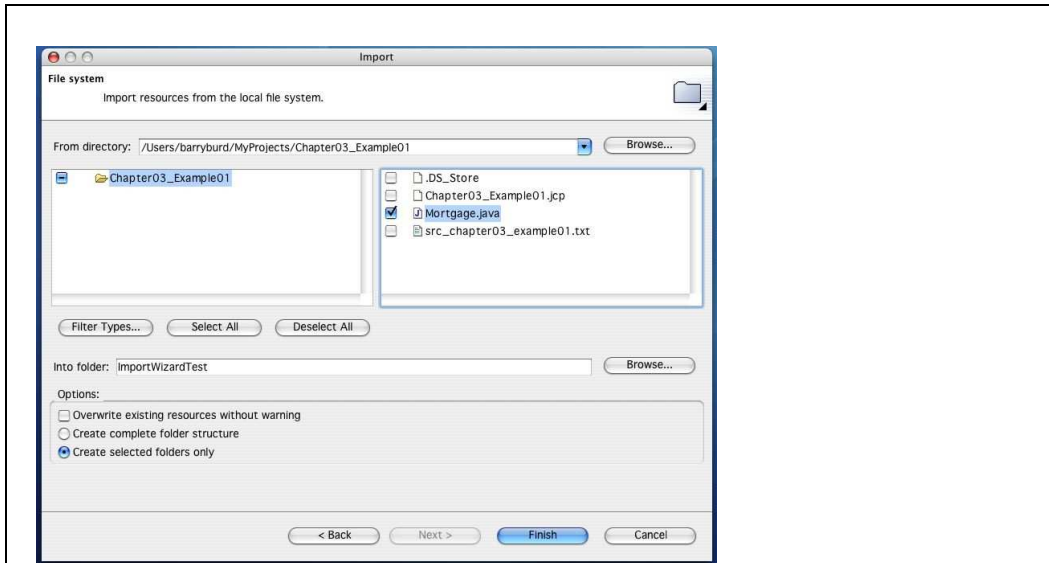 Import
File system
Import resources from the local file system.
From directory: /Users/barryburd/MyProjects/Chapter03_Example01 Browse...
Chapter03_Example01
.DS_Store
Chapter03_Example01.jcp
Mortgage.java
src_chapter03_example01.txt
Filter Types... Select All Deselect All
Into folder: ImportWizardTest Browse...
Options:
Overwrite existing resources without warning
Create complete folder structure
Create selected folders only
< Back Next > Finish Cancel